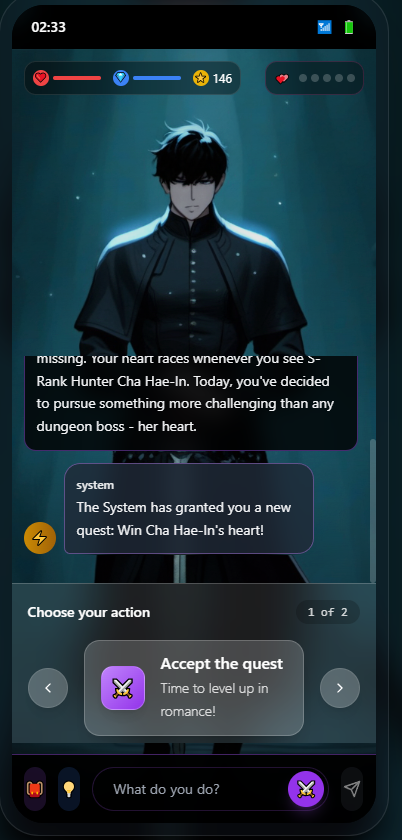 02:33
146
missing. Your heart races whenever you see S-
Rank Hunter Cha Hae-In. Today, you've decided
to pursue something more challenging than any
dungeon boss - her heart.
system
The System has granted you a new
quest: Win Cha Hae-In's heart!
Choose your action
1 of 2
Accept the quest
Time to level up in
romance!
What do you do?